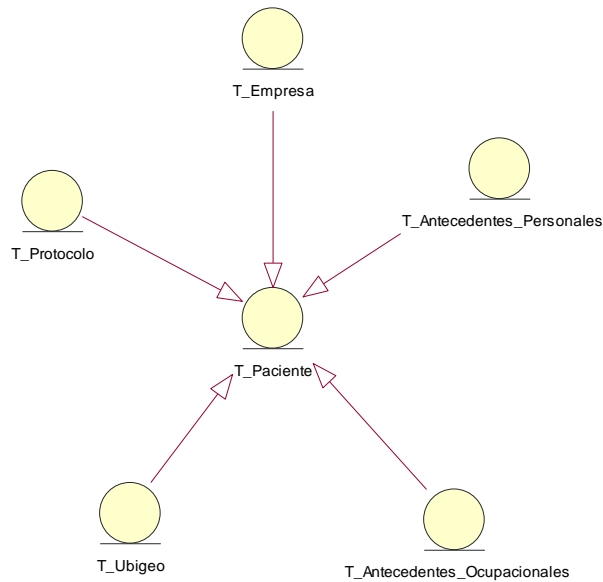 T_Empresa
T_Antecedentes_Personales
T_Protocolo
T_Paciente
T_Ubigeo
T_Antecedentes_Ocupacionales